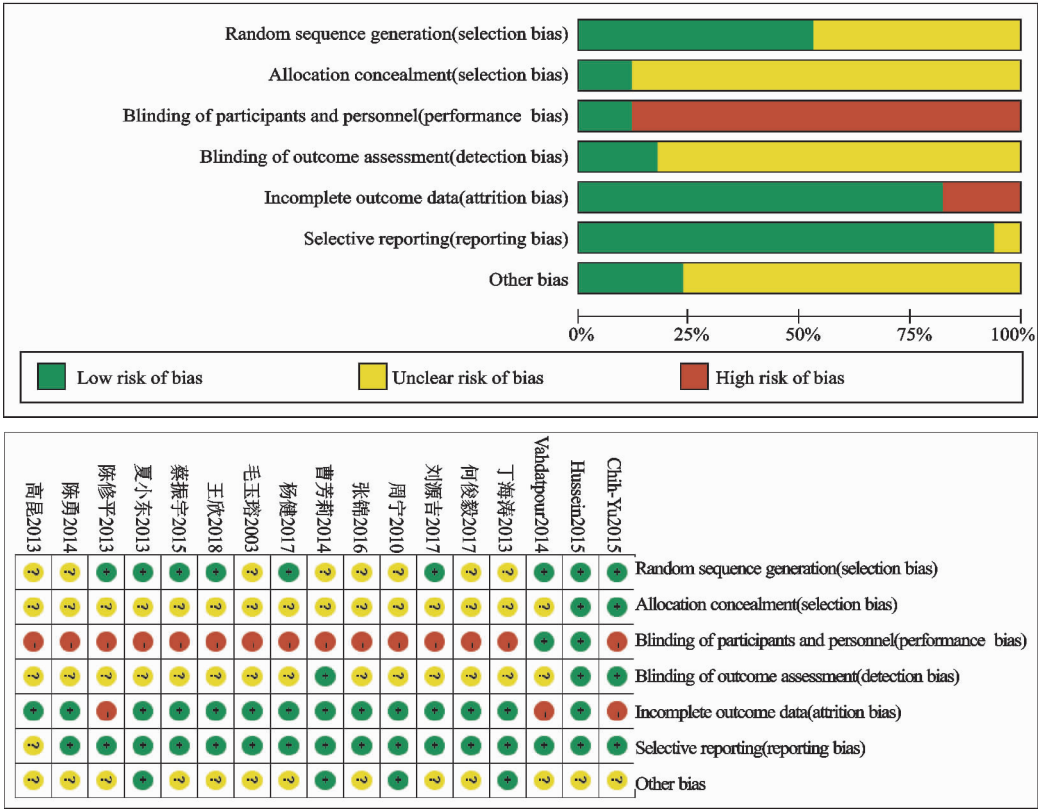 Random sequence generation(selection bias)
Allocation concealment(selection bias)
Blinding of participants and personnel(performance bias)
Blinding of outcome assessment(detection bias)
Incomplete outcome data(attrition bias)
Selective reporting(reporting bias)
Other bias
0% 25% 50% 75% 100%
Low risk of bias Unclear risk of bias High risk of bias
高昆2013
陈勇2014
陈修平2013
夏小东2013
蔡振宇2015
王欣2018
毛玉瑢2003
杨健2017
曹芳莉2014
张锦2016
周宁2010
刘源吉2017
何俊毅2017
丁海涛2013
Vahdatpour2014
Hussein2015
Chih-Yu2015
? ? + + + + ? + ? ? ? + ? ? + + + Random sequence generation(selection bias)
? ? ? ? ? ? ? ? ? ? ? ? ? ? ? + + Allocation concealment(selection bias)
- - - - - - - - - - - - - - + + - Blinding of participants and personnel(performance bias)
? ? ? ? ? ? ? ? + ? ? ? ? ? ? + + Blinding of outcome assessment(detection bias)
+ + - + + + + + + + + + + + - + - Incomplete outcome data(attrition bias)
? + + + + + + + + + + + + + + + + Selective reporting(reporting bias)
? ? ? + ? ? ? ? + ? + ? ? + ? ? ? Other bias